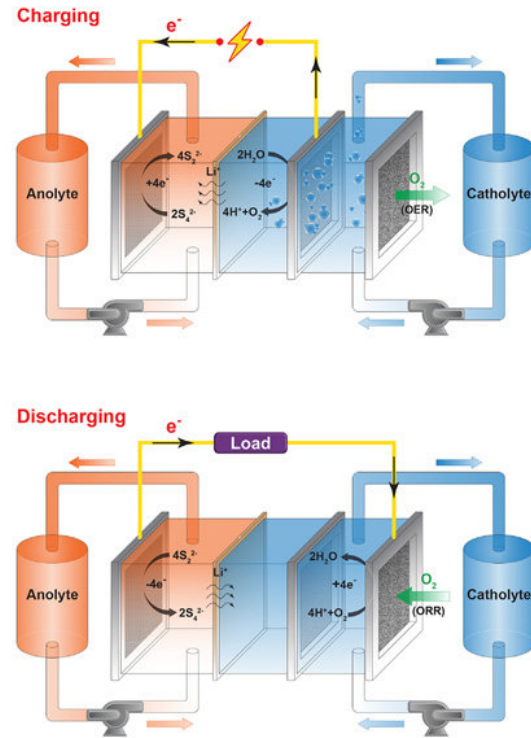 Charging
e⁻
Anolyte
4S₂²⁻
+4e⁻
2S₄²⁻
Li⁺
2H₂O
-4e⁻
4H⁺+O₂
O₂
(OER)
Catholyte
Discharging
e⁻
Load
Anolyte
4S₂²⁻
-4e⁻
2S₄²⁻
Li⁺
2H₂O
+4e⁻
4H⁺+O₂
O₂
(ORR)
Catholyte